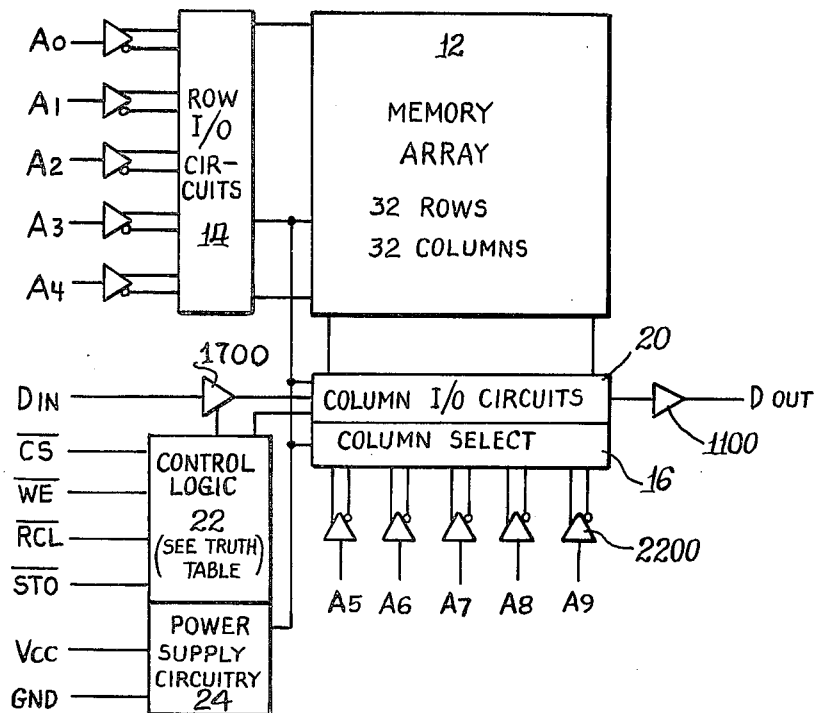 A0
A1
A2
A3
A4
ROW
I/O
CIR-
CUITS
14
12
MEMORY
ARRAY
32 ROWS
32 COLUMNS
1700
20
DIN
COLUMN I/O CIRCUITS
D OUT
1100
COLUMN SELECT
16
CS
WE
RCL
STO
CONTROL
LOGIC
22
(SEE TRUTH
TABLE)
2200
A5 A6 A7 A8 A9
VCC
GND
POWER
SUPPLY
CIRCUITRY
24